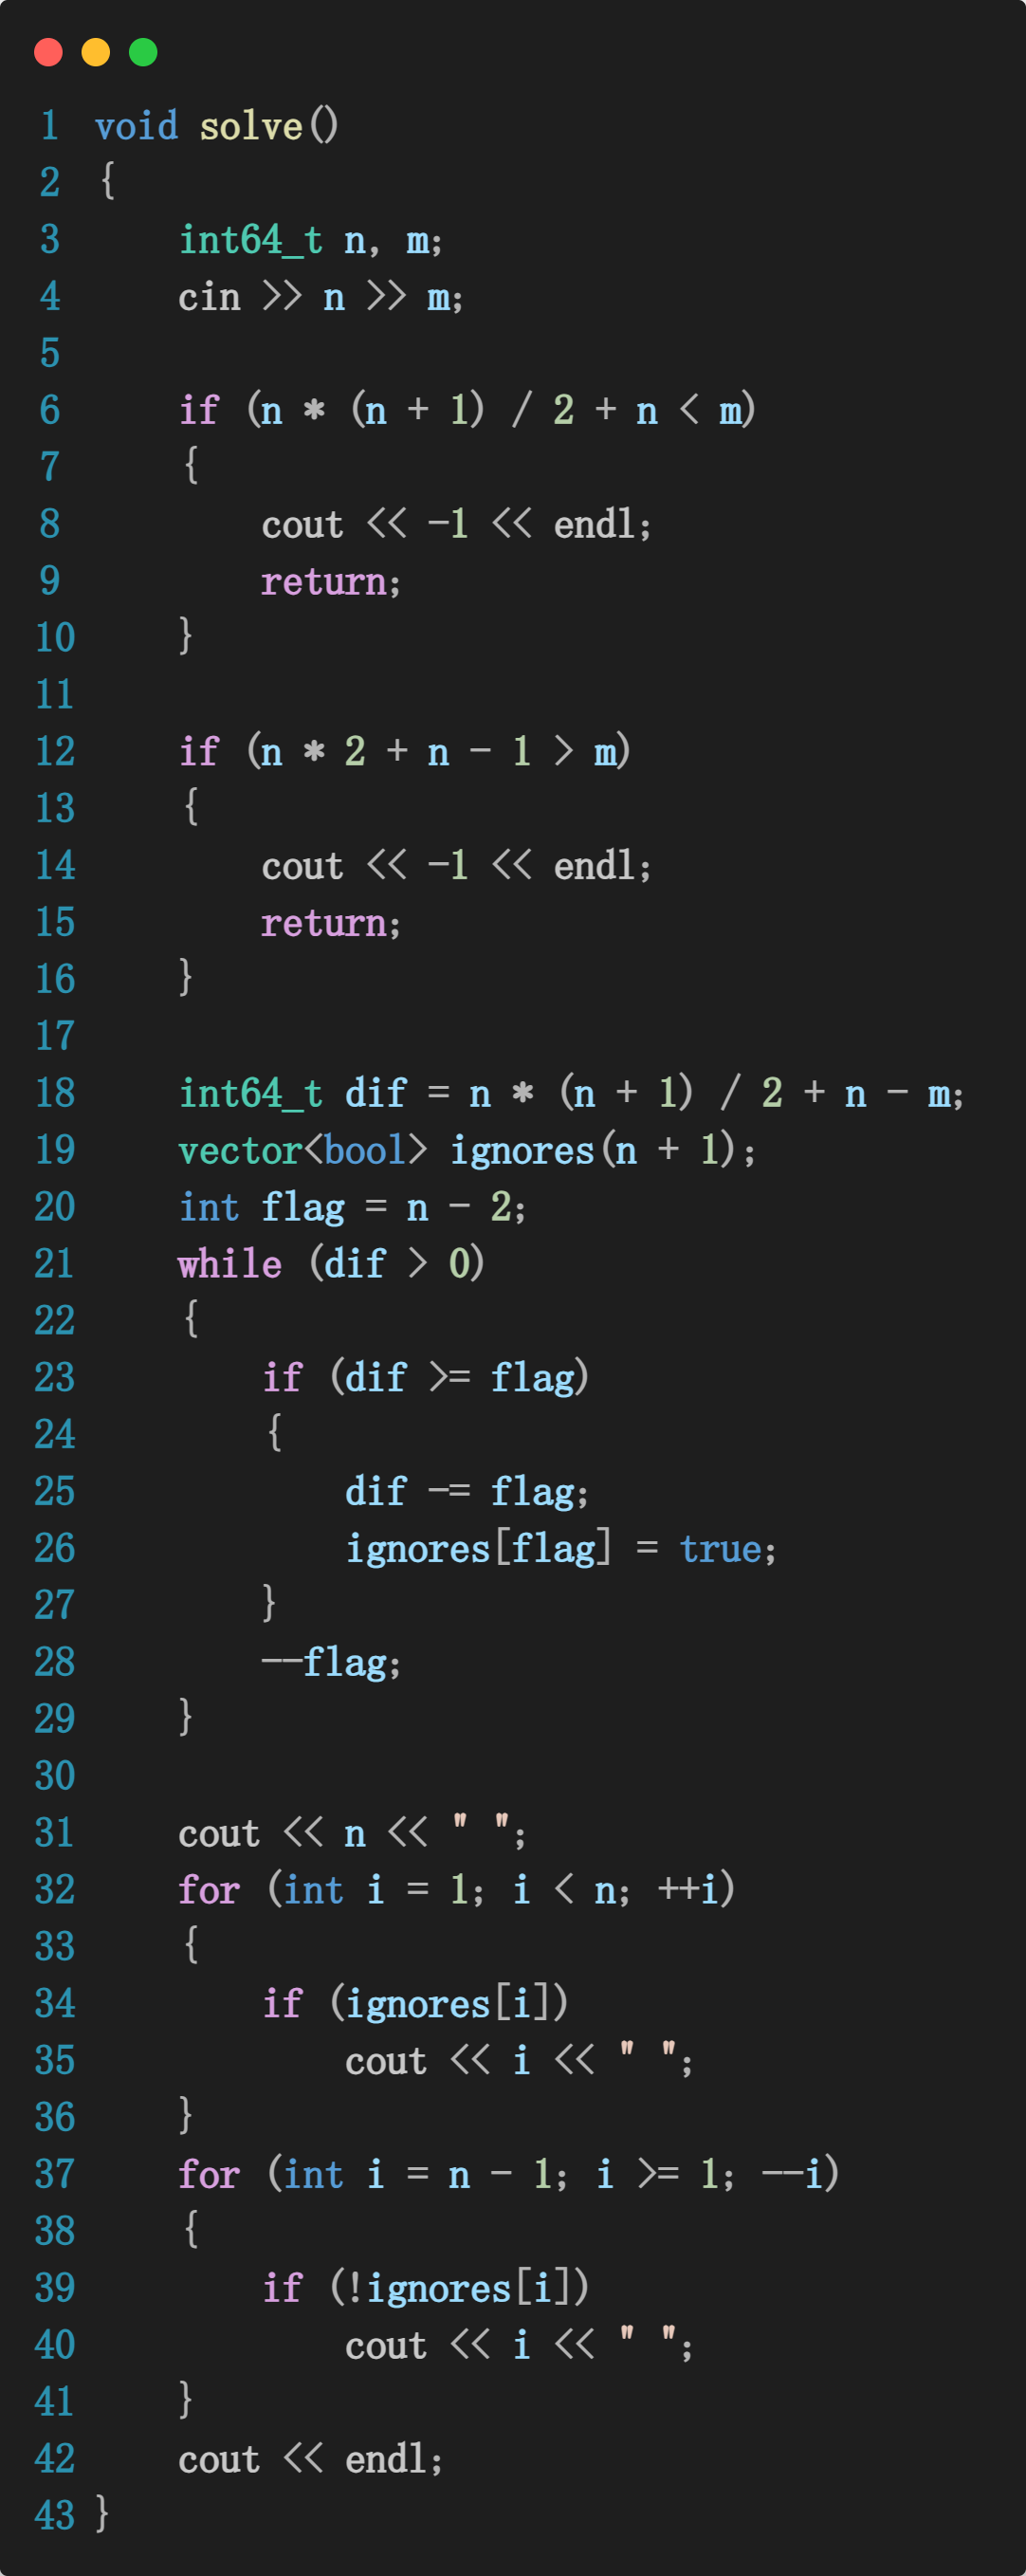 1 void solve()
2 {
3     int64_t n, m;
4     cin >> n >> m;
5
6     if (n * (n + 1) / 2 + n < m)
7     {
8         cout << -1 << endl;
9         return;
10     }
11
12     if (n * 2 + n - 1 > m)
13     {
14         cout << -1 << endl;
15         return;
16     }
17
18     int64_t dif = n * (n + 1) / 2 + n - m;
19     vector<bool> ignores(n + 1);
20     int flag = n - 2;
21     while (dif > 0)
22     {
23         if (dif >= flag)
24         {
25             dif -= flag;
26             ignores[flag] = true;
27         }
28         --flag;
29     }
30
31     cout << n << " ";
32     for (int i = 1; i < n; ++i)
33     {
34         if (ignores[i])
35             cout << i << " ";
36     }
37     for (int i = n - 1; i >= 1; --i)
38     {
39         if (!ignores[i])
40             cout << i << " ";
41     }
42     cout << endl;
43 }